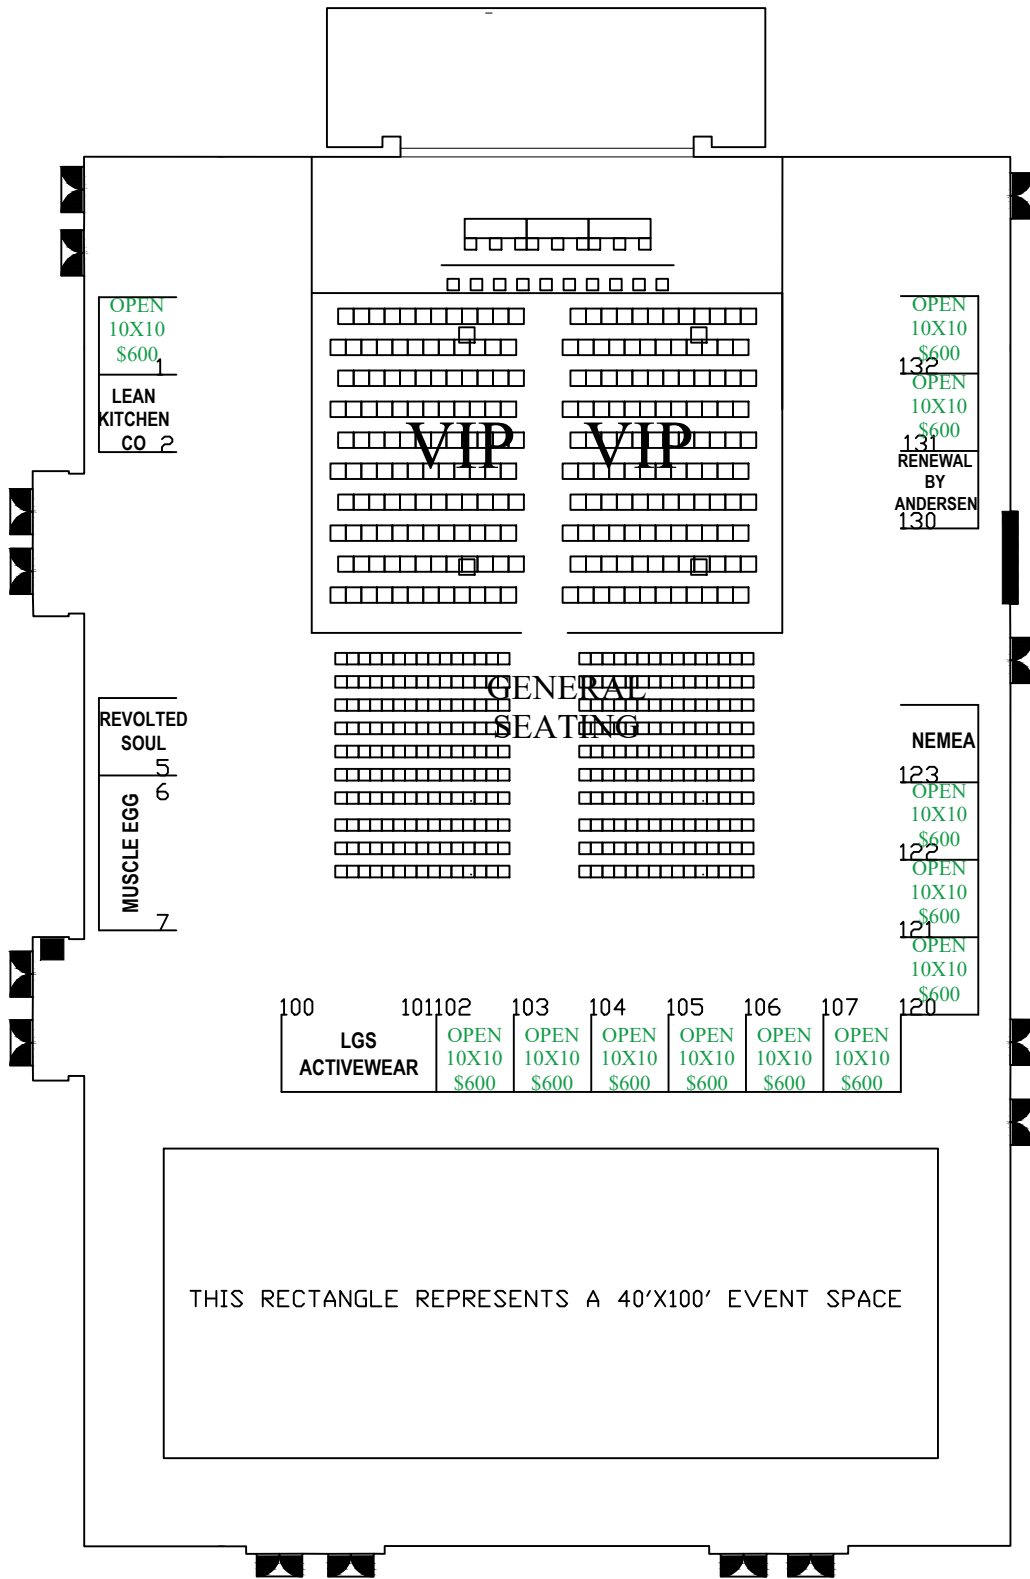 OPEN
10X10
$600
1
LEAN
KITCHEN
CO 2
OPEN
10X10
$600
132
OPEN
10X10
$600
131
RENEWAL
BY
ANDERSEN
130
VIP VIP
GENERAL
SEATING
REVOLTED
SOUL
5
6
MUSCLE EGG
7
NEMEA
123
OPEN
10X10
$600
122
OPEN
10X10
$600
121
OPEN
10X10
$600
120
100 101 102 103 104 105 106 107
LGS
ACTIVEWEAR
OPEN
10X10
$600
OPEN
10X10
$600
OPEN
10X10
$600
OPEN
10X10
$600
OPEN
10X10
$600
OPEN
10X10
$600
THIS RECTANGLE REPRESENTS A 40'X100' EVENT SPACE